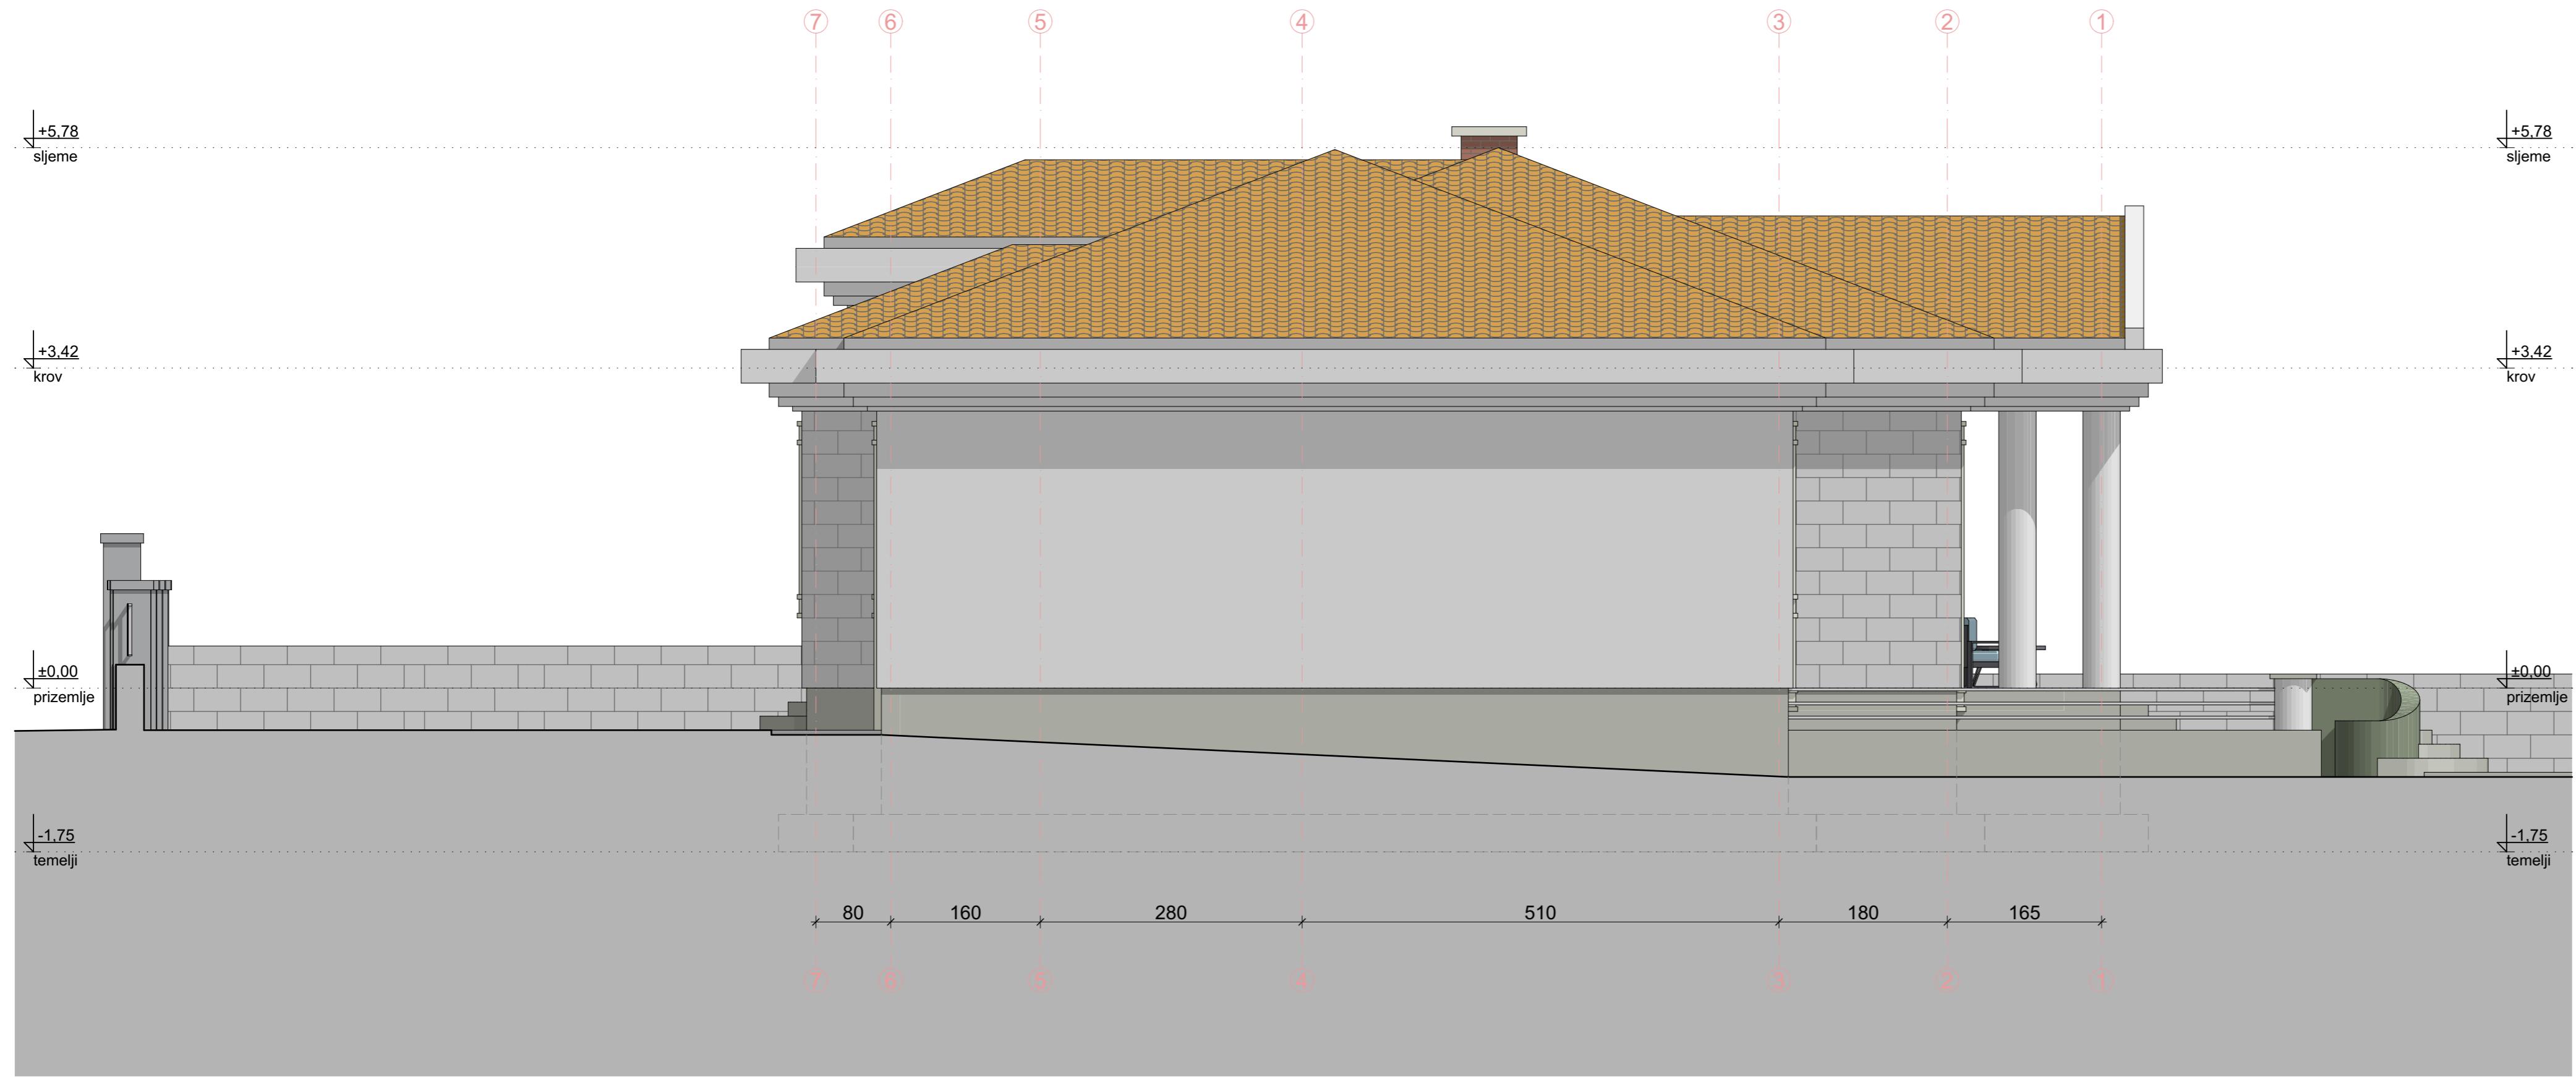 7 6 5 4 3 2 1
+5,78 +5,78
sljeme sljeme
+3,42 +3,42
krov krov
±0,00 ±0,00
prizemlje prizemlje
-1,75 -1,75
temelji temelji
80 160 280 510 180 165
7 6 5 4 3 2 1